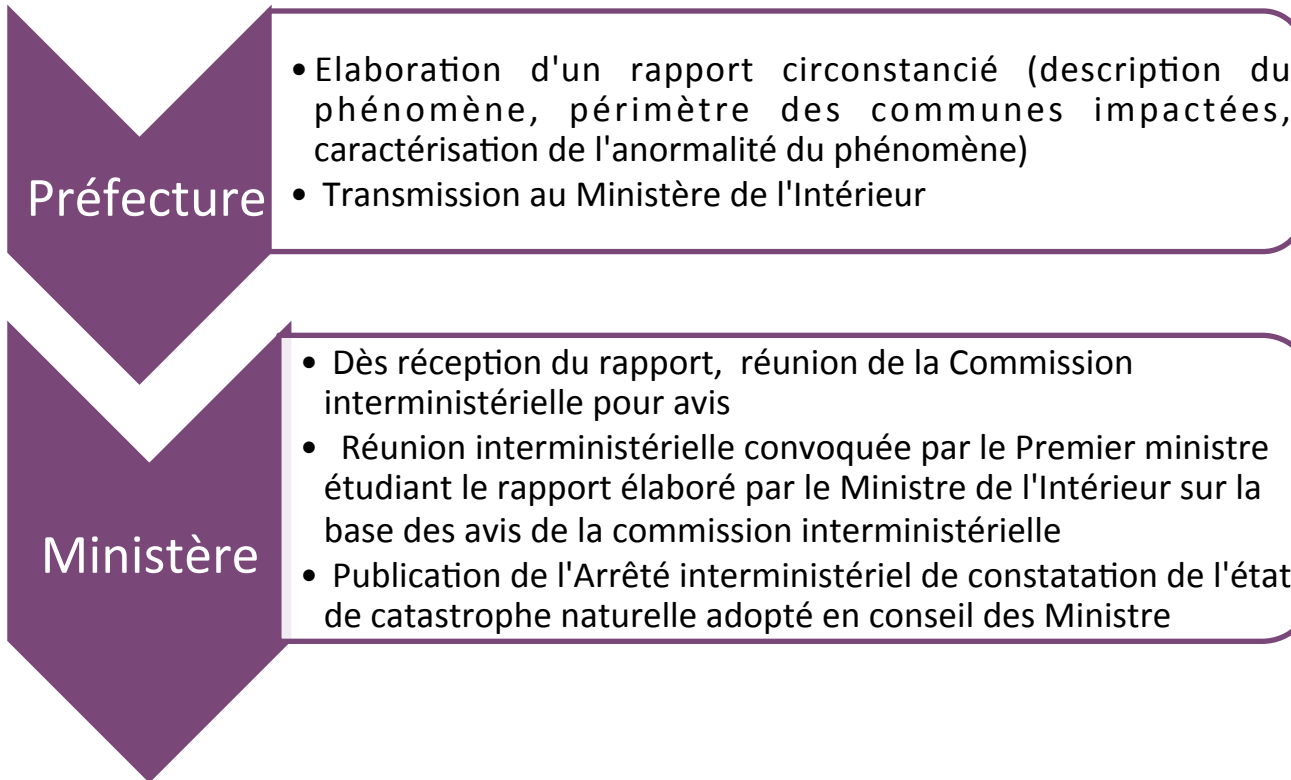 Préfecture
• Elaboration d'un rapport circonstancié (description du
phénomène, périmètre des communes impactées,
caractérisation de l'anormalité du phénomène)
• Transmission au Ministère de l'Intérieur
Ministère
• Dès réception du rapport, réunion de la Commission
interministérielle pour avis
• Réunion interministérielle convoquée par le Premier ministre
étudiant le rapport élaboré par le Ministre de l'Intérieur sur la
base des avis de la commission interministérielle
• Publication de l'Arrêté interministériel de constatation de l'état
de catastrophe naturelle adopté en conseil des Ministre